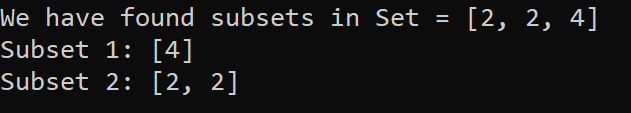 We have found subsets in Set = [2, 2, 4]
Subset 1: [4]
Subset 2: [2, 2]